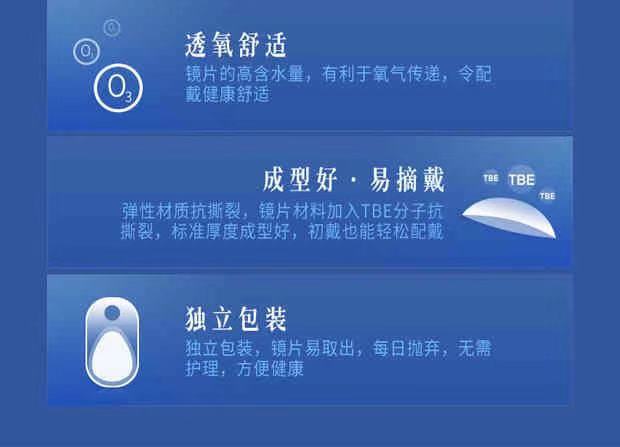 O3
O3
O3
透氧舒适
镜片的高含水量，有利于氧气传递，令配
戴健康舒适
成型好·易摘戴
TBE
TBE
TBE
弹性材质抗撕裂，镜片材料加入TBE分子抗
撕裂，标准厚度成型好，初戴也能轻松配戴
独立包装
独立包装，镜片易取出，每日抛弃，无需
护理，方便健康